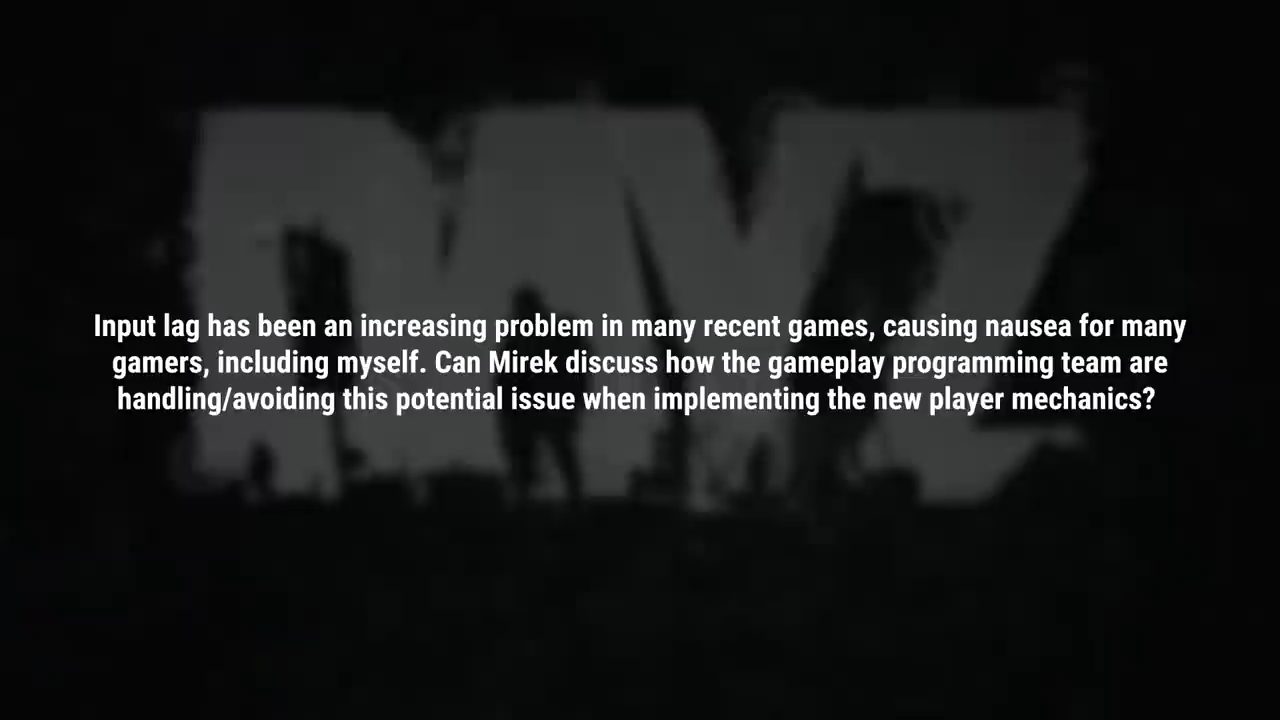 DAYZ
Input lag has been an increasing problem in many recent games, causing nausea for many
gamers, including myself. Can Mirek discuss how the gameplay programming team are
handling/avoiding this potential issue when implementing the new player mechanics?